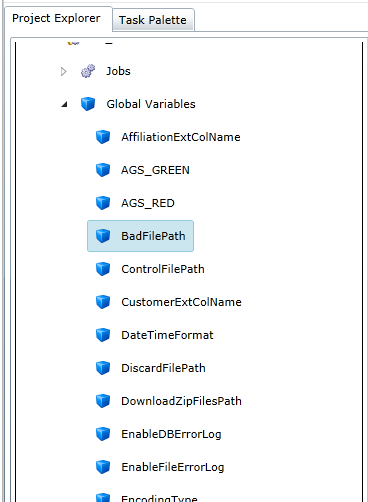 Project Explorer
Task Palette
Jobs
Global Variables
AffiliationExtColName
AGS_GREEN
AGS_RED
BadFilePath
ControlFilePath
CustomerExtColName
DateTimeFormat
DiscardFilePath
DownloadZipFilesPath
EnableDBErrorLog
EnableFileErrorLog
EncodingType